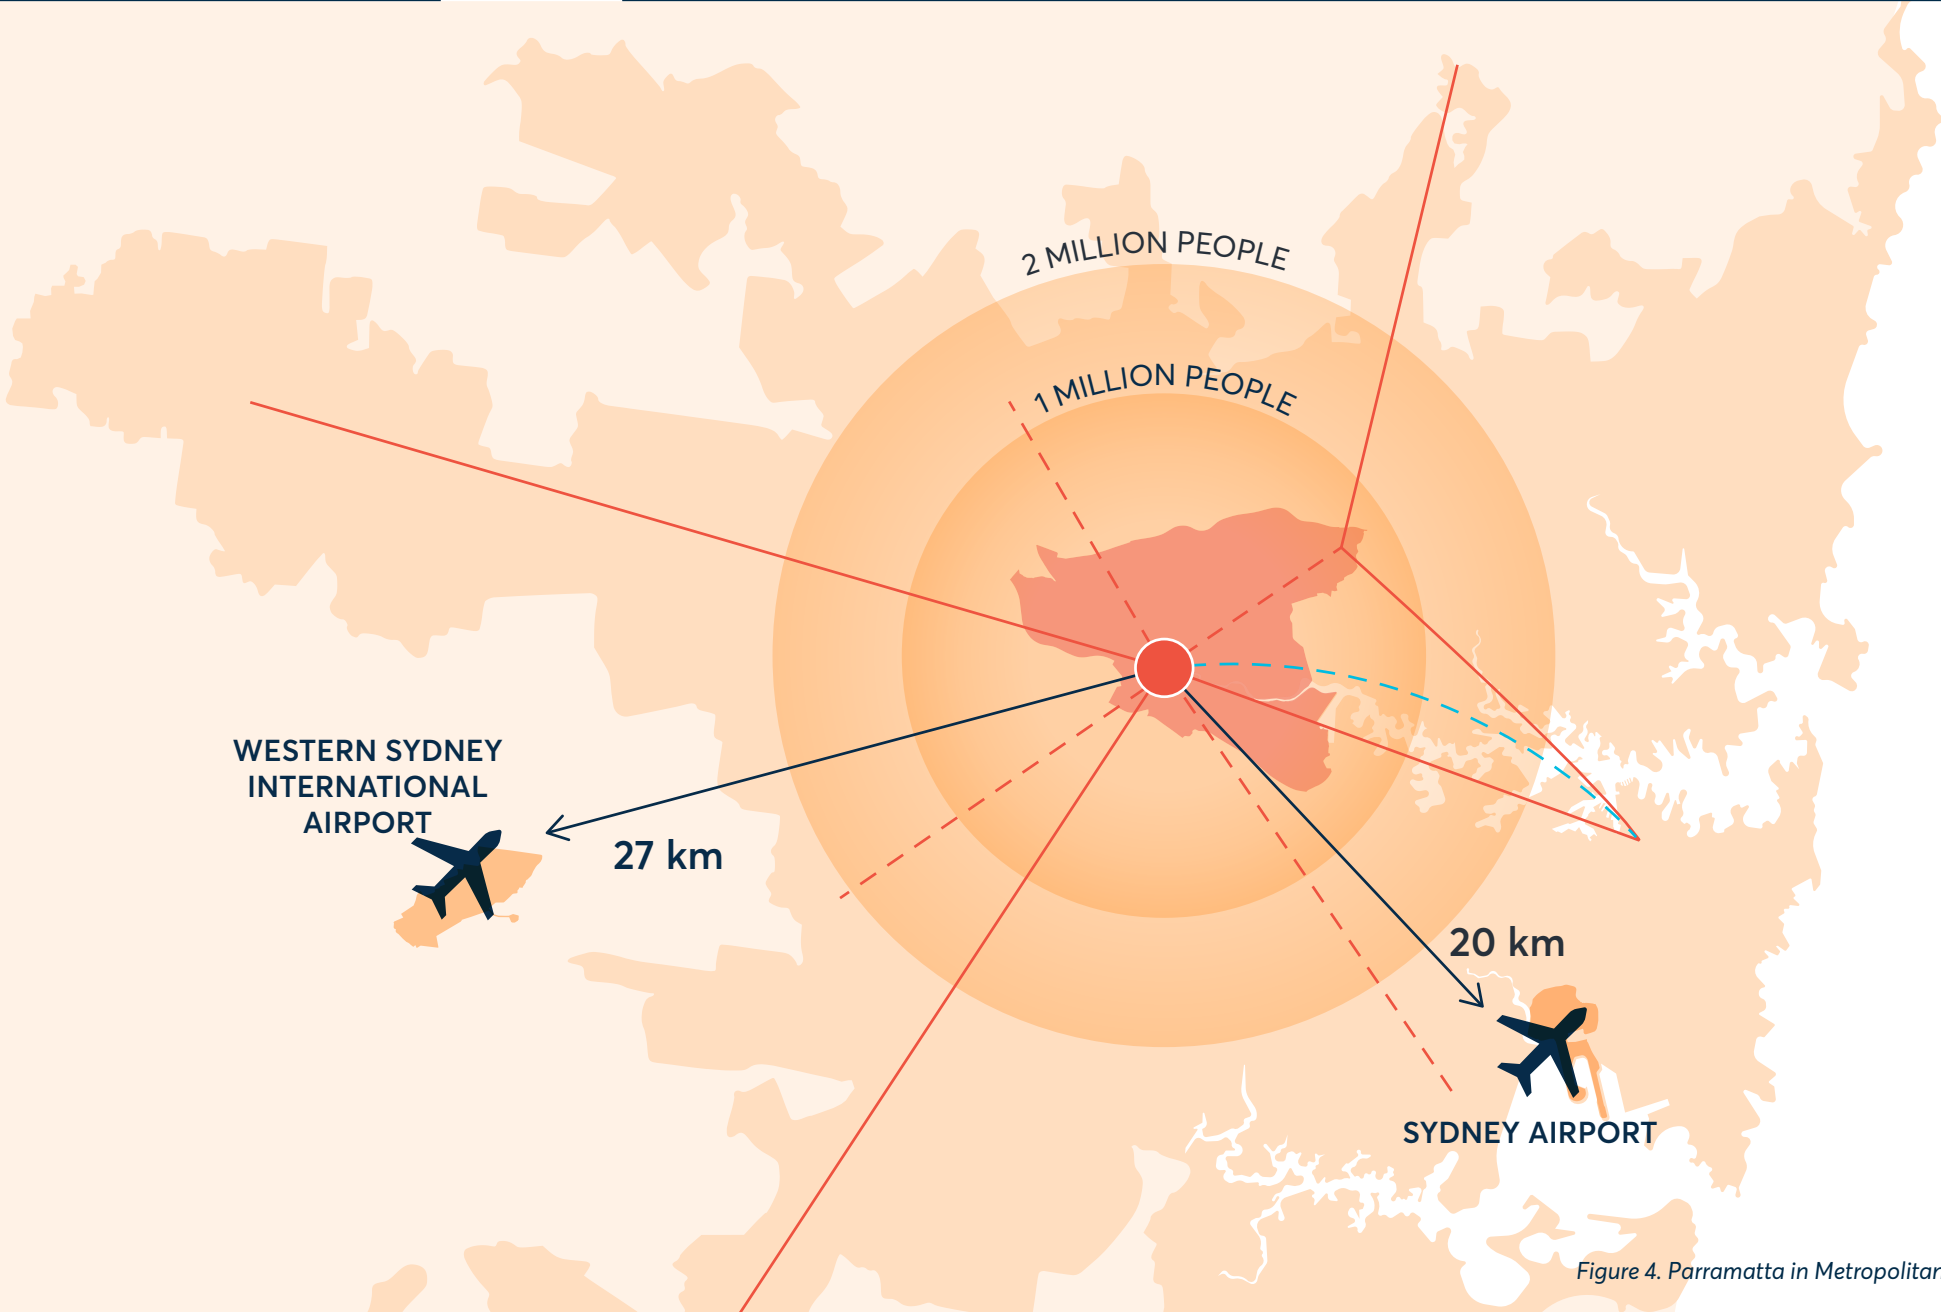 2 MILLION PEOPLE
1 MILLION PEOPLE
WESTERN SYDNEY
INTERNATIONAL
AIRPORT
27 km
20 km
SYDNEY AIRPORT
Figure 4. Parramatta in Metropolitan